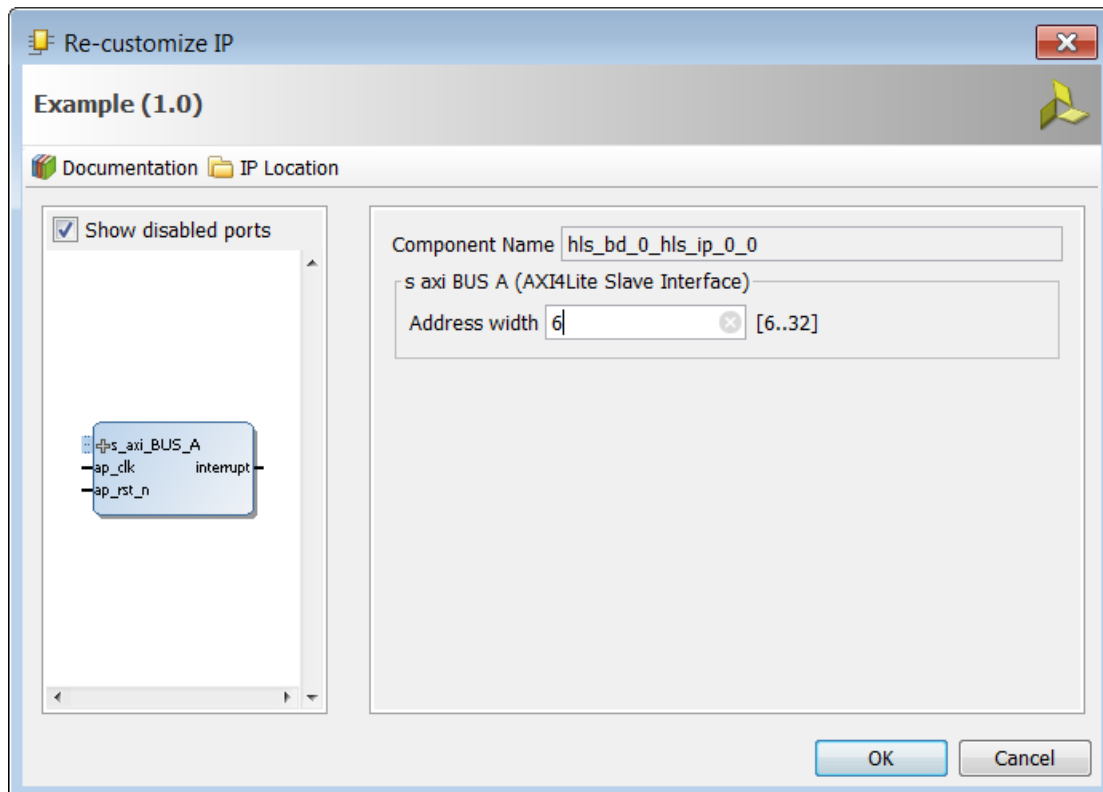 Re-customize IP
Example (1.0)
Documentation IP Location
Show disabled ports
s_axi_BUS_A
ap_clk interrupt
ap_rst_n
Component Name hls_bd_0_hls_ip_0_0
s axi BUS A (AXI4Lite Slave Interface)
Address width 6 [6..32]
OK Cancel